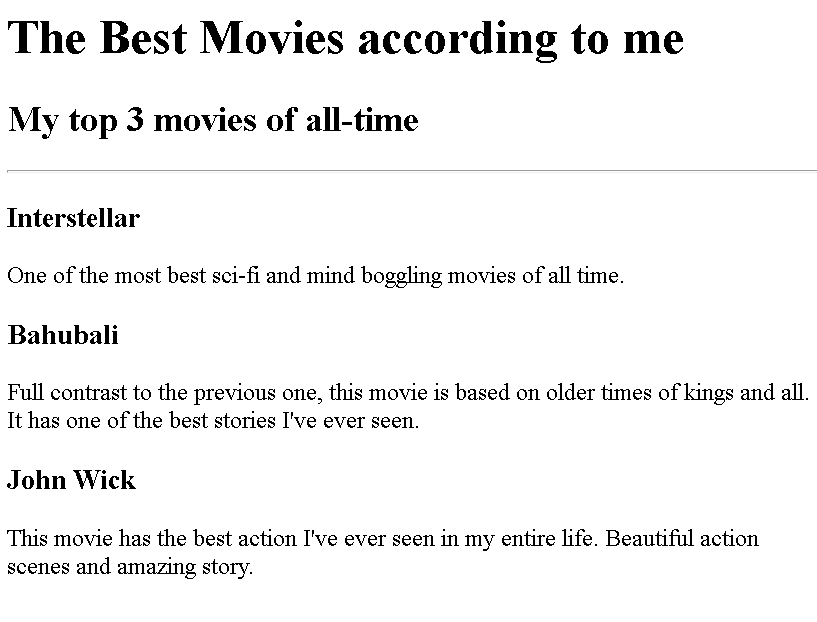 The Best Movies according to me
My top 3 movies of all-time
Interstellar
One of the most best sci-fi and mind boggling movies of all time.
Bahubali
Full contrast to the previous one, this movie is based on older times of kings and all.
It has one of the best stories I've ever seen.
John Wick
This movie has the best action I've ever seen in my entire life. Beautiful action
scenes and amazing story.